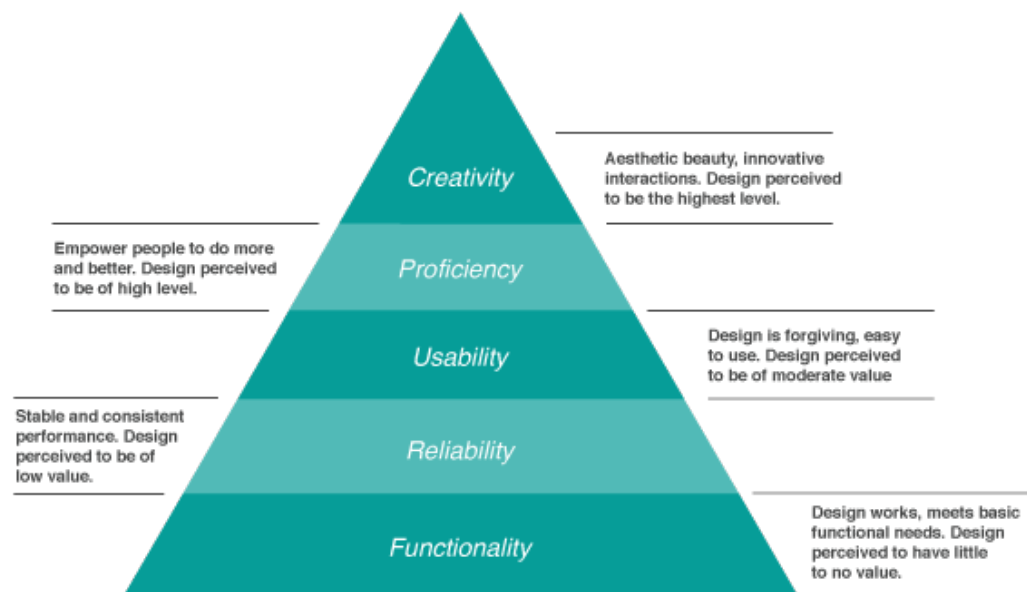 Creativity
Aesthetic beauty, innovative
interactions. Design perceived
to be the highest level.
Empower people to do more
and better. Design perceived
to be of high level.
Proficiency
Usability
Design is forgiving, easy
to use. Design perceived
to be of moderate value
Stable and consistent
performance. Design
perceived to be of
low value.
Reliability
Functionality
Design works, meets basic
functional needs. Design
perceived to have little
to no value.